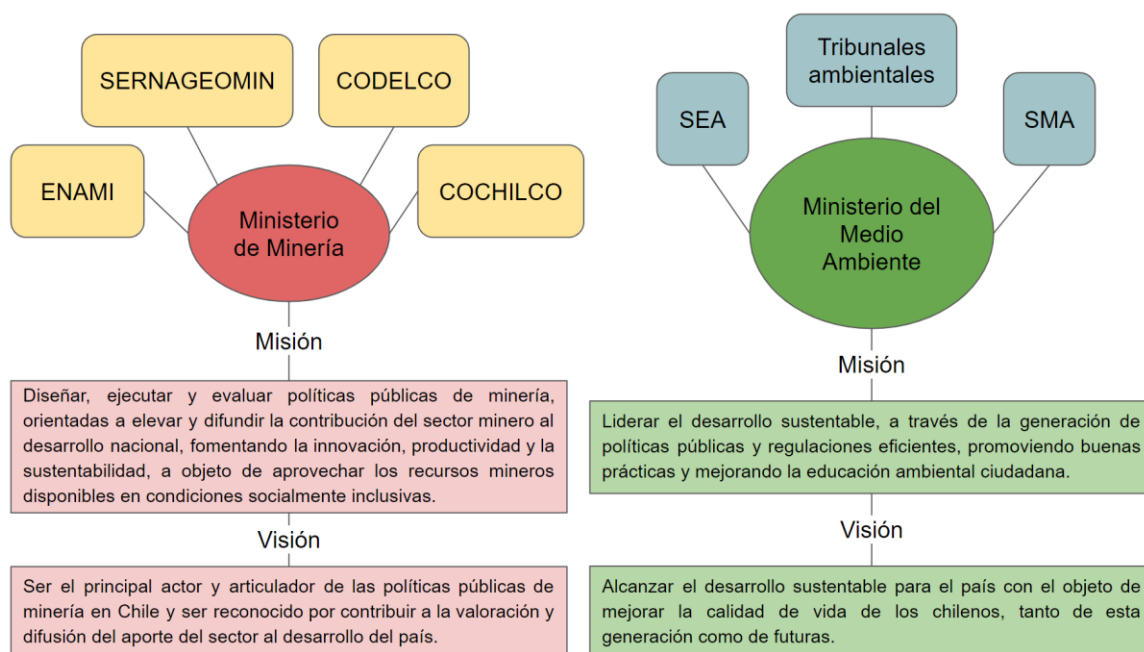 SERNAGEOMIN
CODELCO
ENAMI
COCHILCO
Ministerio
de Minería
Misión
Diseñar, ejecutar y evaluar políticas públicas de minería,
orientadas a elevar y difundir la contribución del sector minero al
desarrollo nacional, fomentando la innovación, productividad y la
sustentabilidad, a objeto de aprovechar los recursos mineros
disponibles en condiciones socialmente inclusivas.
Visión
Ser el principal actor y articulador de las políticas públicas de
minería en Chile y ser reconocido por contribuir a la valoración y
difusión del aporte del sector al desarrollo del país.
Tribunales
ambientales
SEA
SMA
Ministerio del
Medio
Ambiente
Misión
Liderar el desarrollo sustentable, a través de la generación de
políticas públicas y regulaciones eficientes, promoviendo buenas
prácticas y mejorando la educación ambiental ciudadana.
Visión
Alcanzar el desarrollo sustentable para el país con el objeto de
mejorar la calidad de vida de los chilenos, tanto de esta
generación como de futuras.